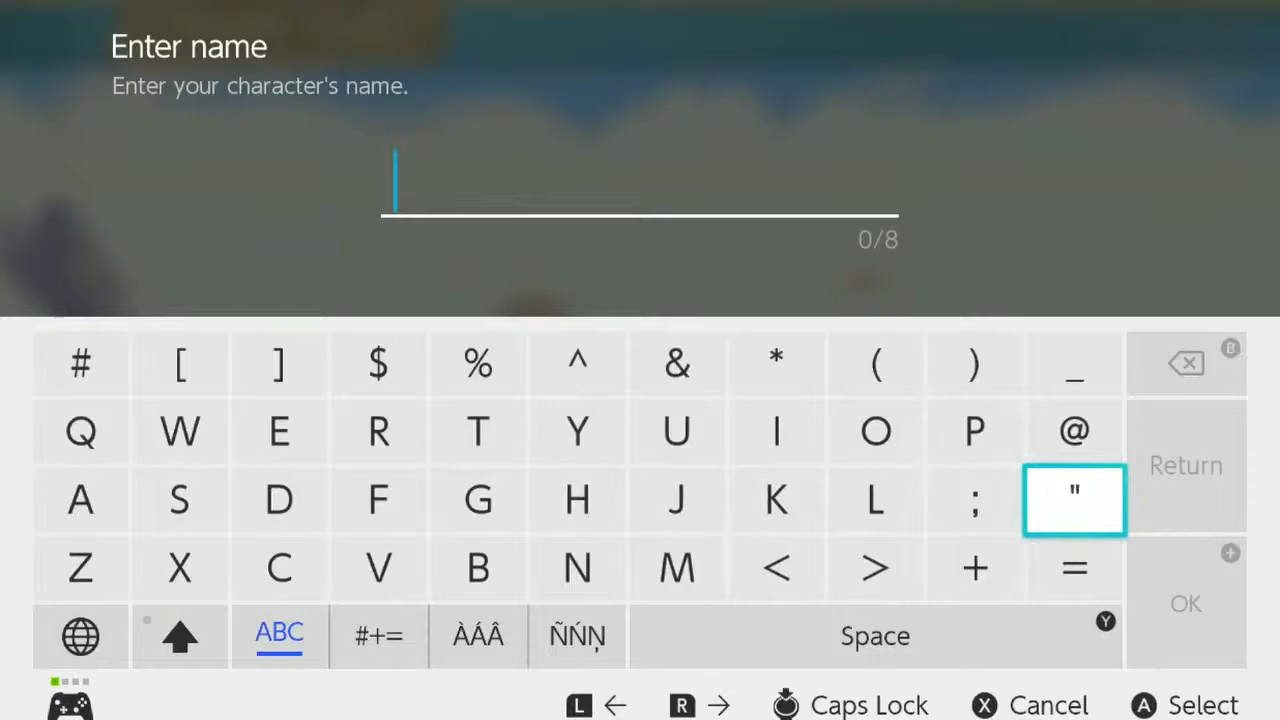 Enter name
Enter your character's name.
0/8
# [ ] $ % ^ & * ( ) _ B
Q W E R T Y U I O P @ Return
A S D F G H J K L ; "
Z X C V B N M < > + = + OK
ABC #+= ÀÁÂ ÑŃŅ Space Y
L ← R → Caps Lock X Cancel A Select